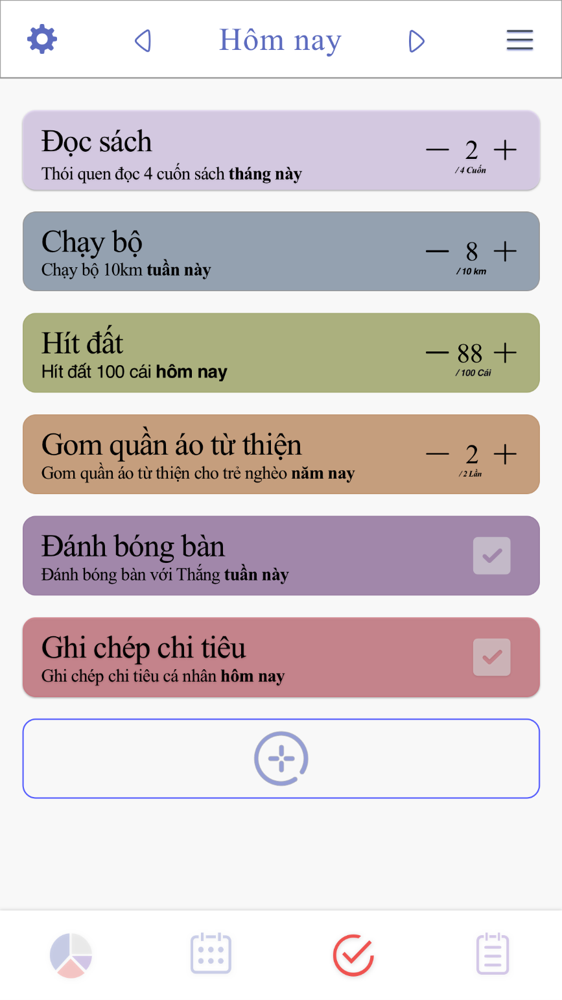 Hôm nay
Đọc sách
Thói quen đọc 4 cuốn sách tháng này
2
/ 4 Cuốn
Chạy bộ
Chạy bộ 10km tuần này
8
/ 10 km
Hít đất
Hít đất 100 cái hôm nay
88
/ 100 Cái
Gom quần áo từ thiện
Gom quần áo từ thiện cho trẻ nghèo năm nay
2
/ 2 Lần
Đánh bóng bàn
Đánh bóng bàn với Thắng tuần này
Ghi chép chi tiêu
Ghi chép chi tiêu cá nhân hôm nay